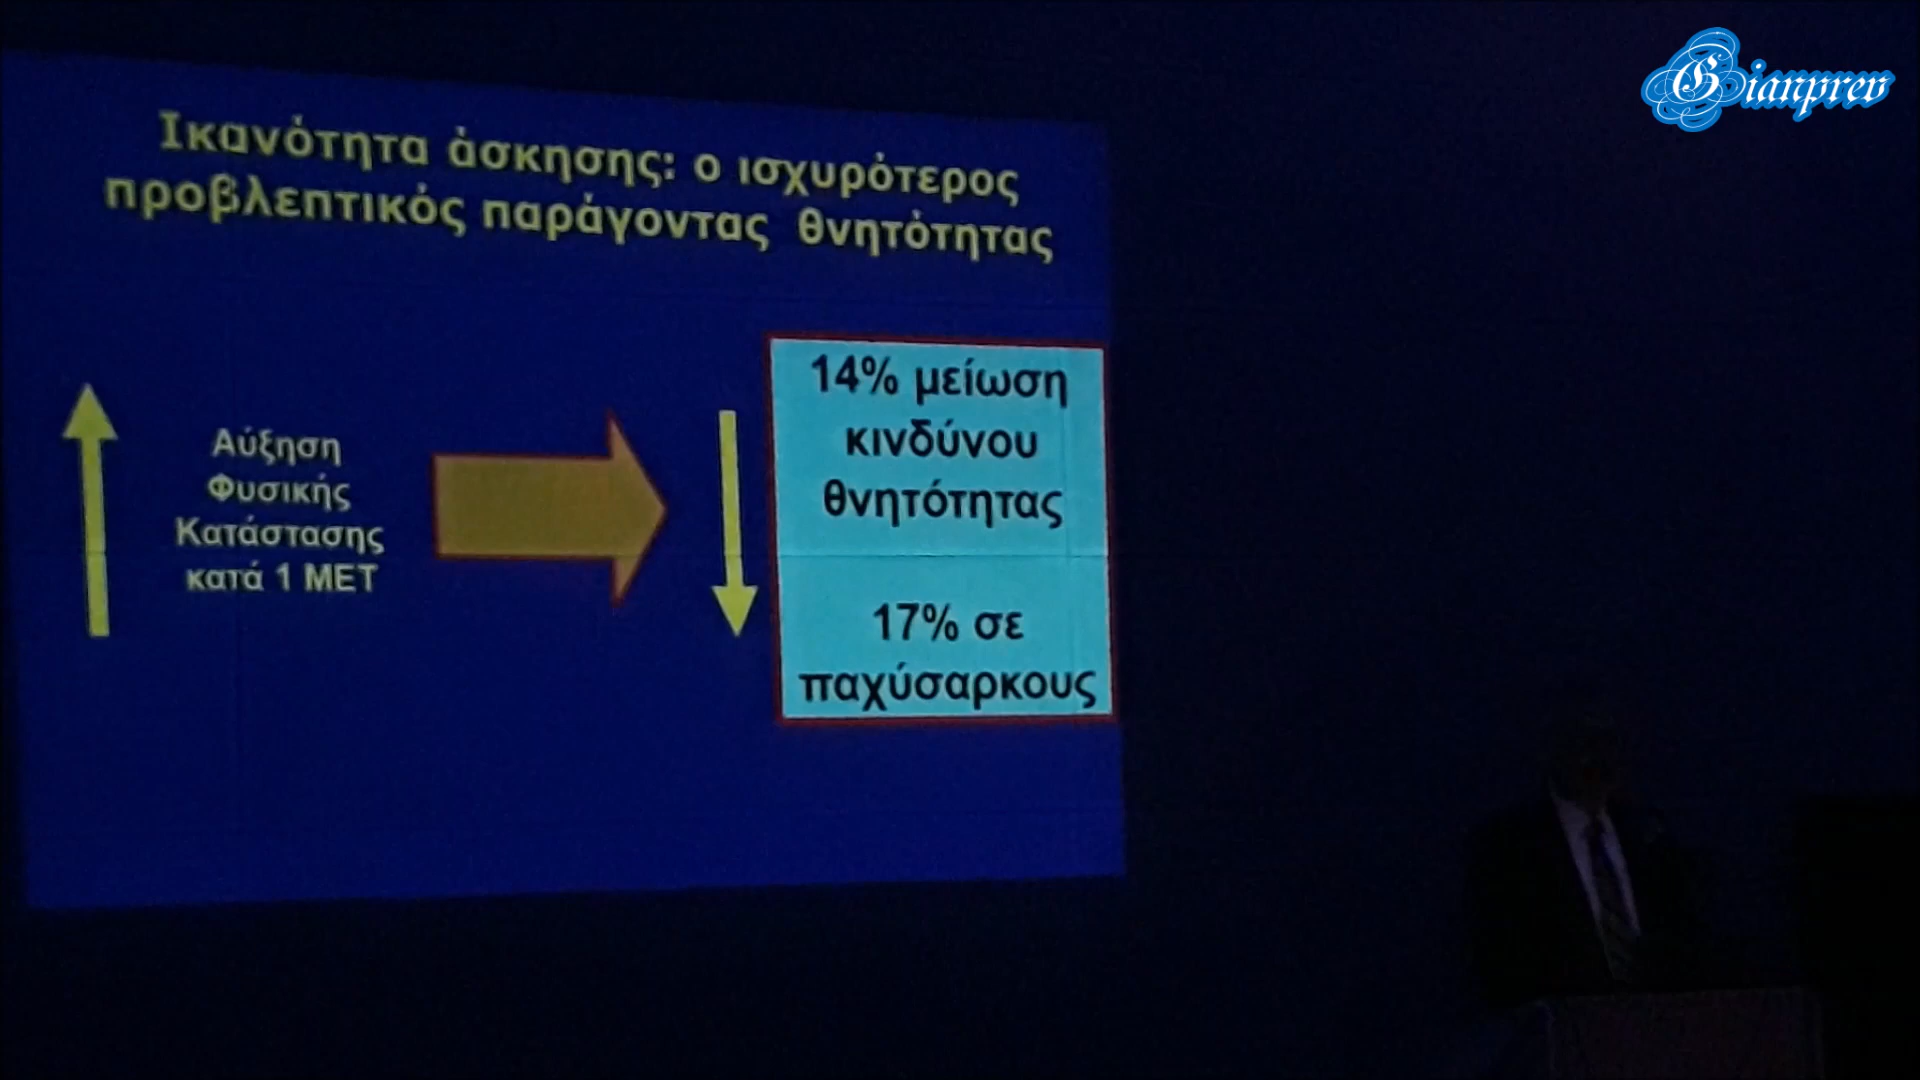 Gianprev
Ικανότητα άσκησης: ο ισχυρότερος
προβλεπτικός παράγοντας θνητότητας
Αύξηση
Φυσικής
Κατάστασης
κατά 1 ΜΕΤ
14% μείωση
κινδύνου
θνητότητας
17% σε
παχύσαρκους